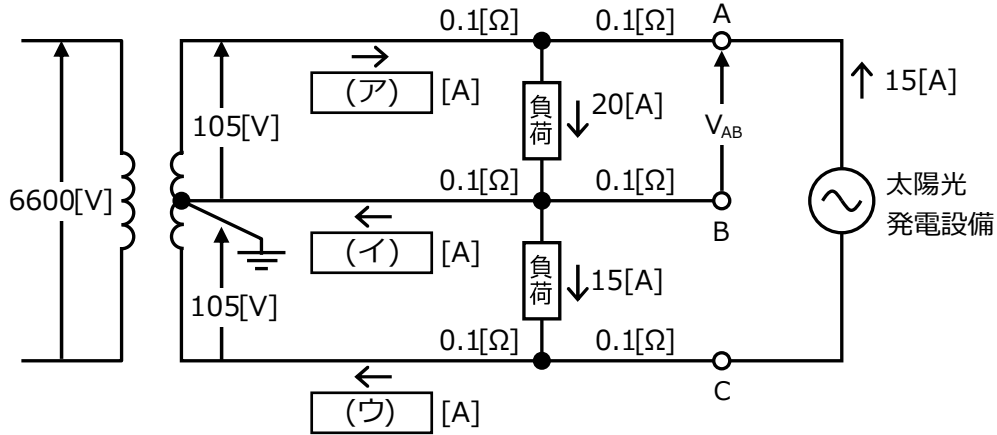 0.1[Ω] 0.1[Ω] A
(ア) [A] 負荷 20[A] 15[A]
105[V] V_AB
6600[V] 0.1[Ω] 0.1[Ω] 太陽光
発電設備
B
(イ) [A] 負荷 15[A]
105[V]
0.1[Ω] 0.1[Ω]
C
(ウ) [A]